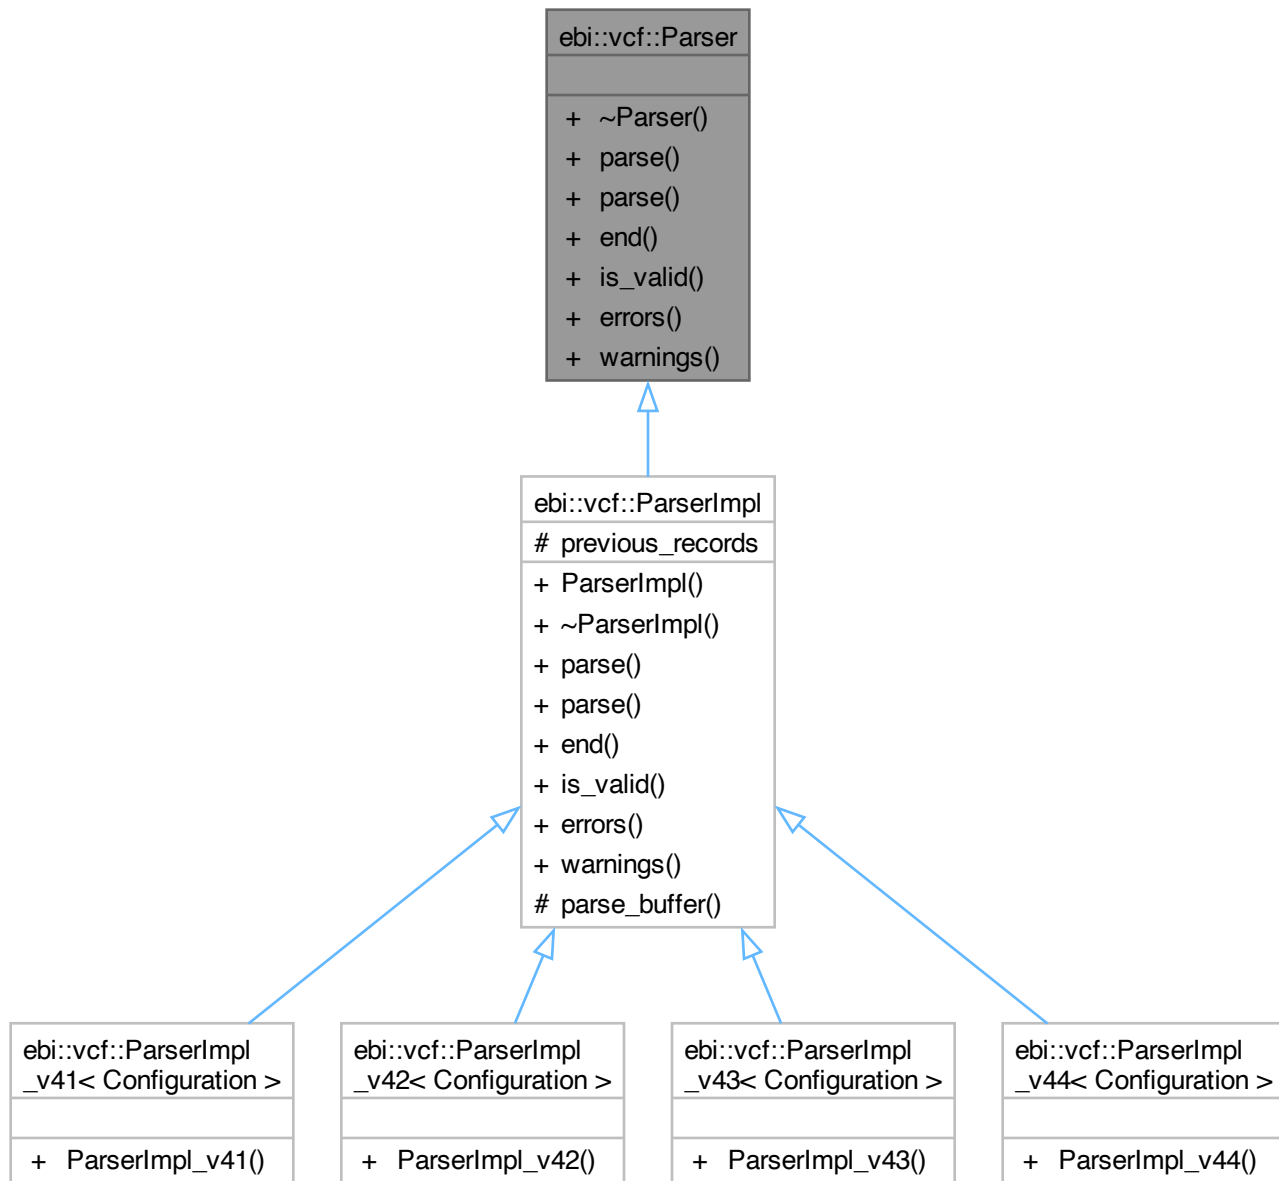 ebi::vcf::Parser
+ ~Parser()
+ parse()
+ parse()
+ end()
+ is_valid()
+ errors()
+ warnings()
ebi::vcf::ParserImpl
# previous_records
+ ParserImpl()
+ ~ParserImpl()
+ parse()
+ parse()
+ end()
+ is_valid()
+ errors()
+ warnings()
# parse_buffer()
ebi::vcf::ParserImpl
_v41< Configuration >
+ ParserImpl_v41()
ebi::vcf::ParserImpl
_v42< Configuration >
+ ParserImpl_v42()
ebi::vcf::ParserImpl
_v43< Configuration >
+ ParserImpl_v43()
ebi::vcf::ParserImpl
_v44< Configuration >
+ ParserImpl_v44()